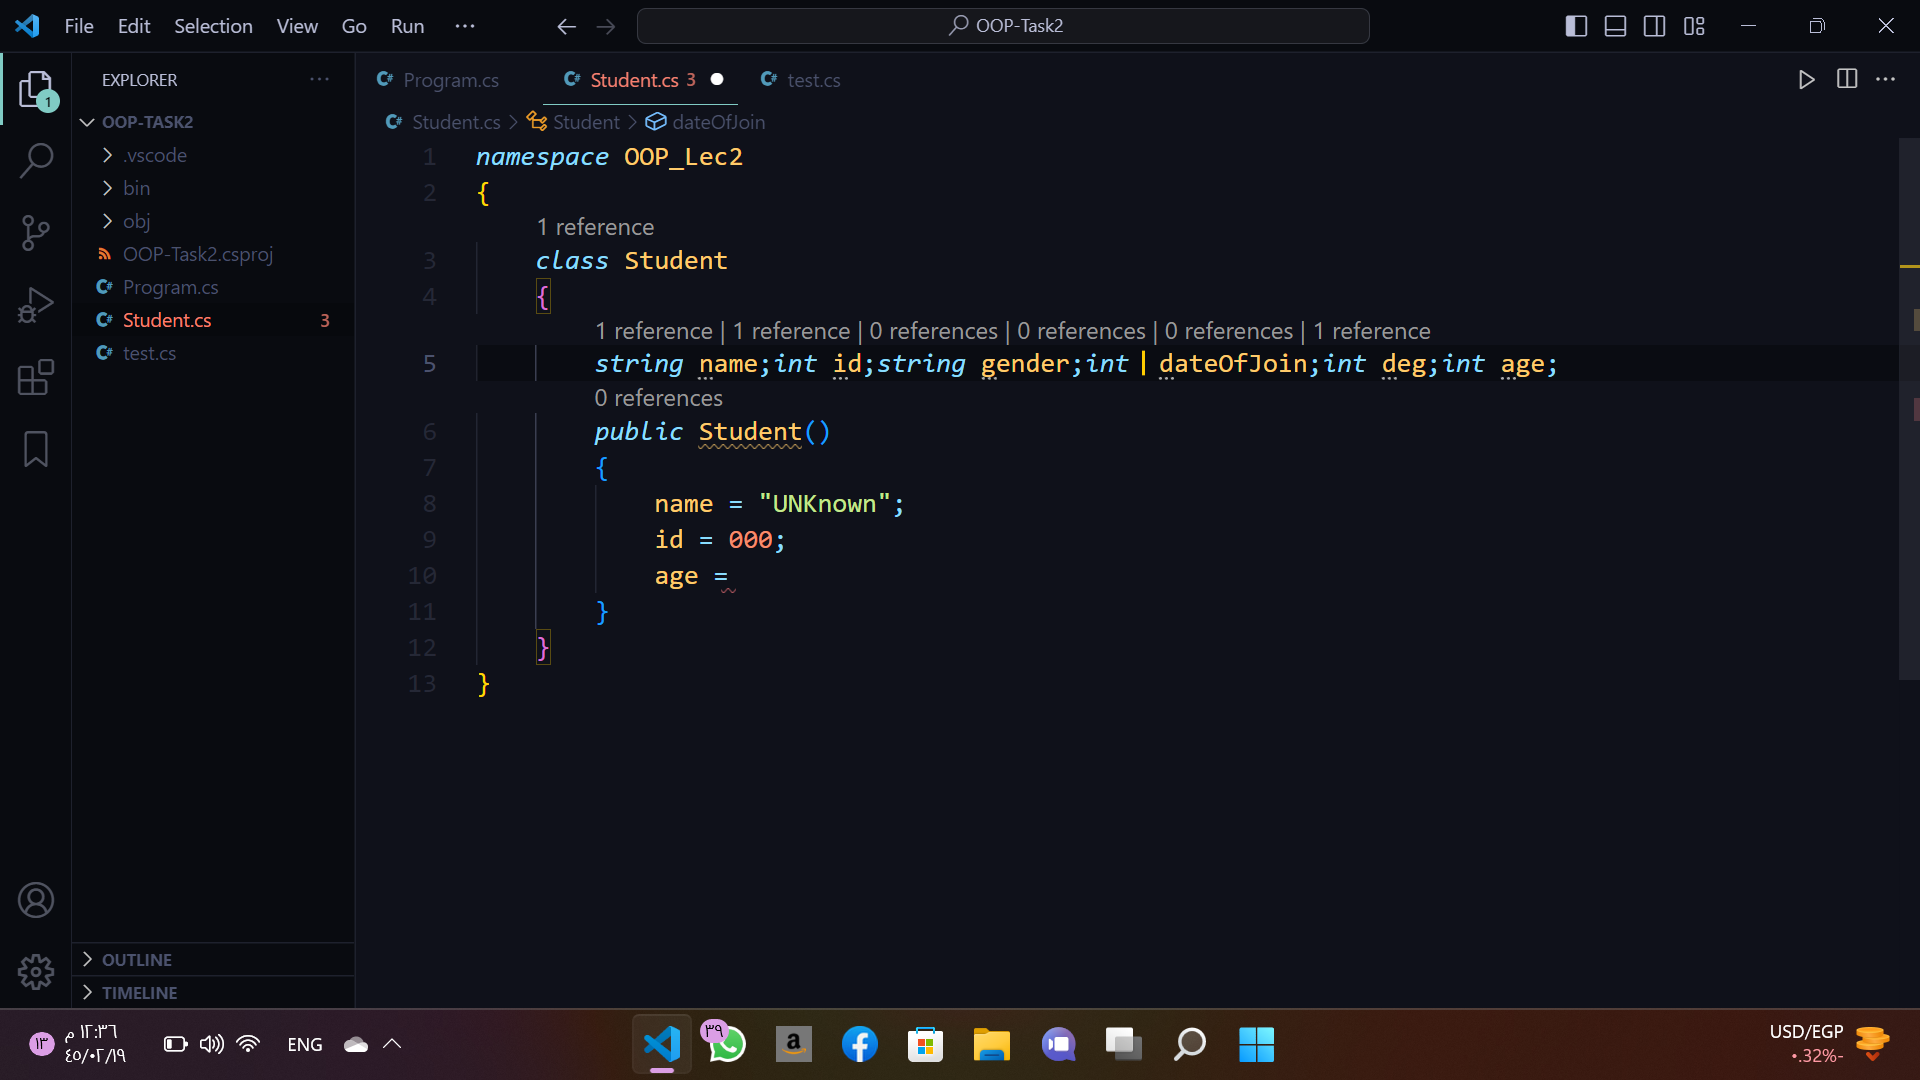 File Edit Selection View Go Run ··· OOP-Task2
EXPLORER ···
1
OOP-TASK2
.vscode
bin
obj
OOP-Task2.csproj
Program.cs
Student.cs 3
test.cs
OUTLINE
TIMELINE
Program.cs Student.cs 3 test.cs
Student.cs > Student > dateOfJoin
1 namespace OOP_Lec2
2 {
1 reference
3 class Student
4 {
1 reference | 1 reference | 0 references | 0 references | 0 references | 1 reference
5 string name;int id;string gender;int dateOfJoin;int deg;int age;
0 references
6 public Student()
7 {
8 name = "UNKnown";
9 id = 000;
10 age =
11 }
12 }
13 }
١٣
١٢:٣٦ م
٤٥/٠٢/١٩
ENG
٣٩
USD/EGP
٠.32%-